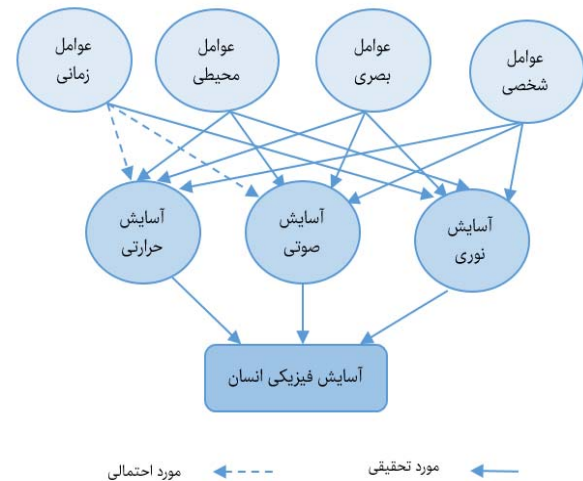 عوامل
شخصی
عوامل
بصری
عوامل
محیطی
عوامل
زمانی
آسایش
نوری
آسایش
صوتی
آسایش
حرارتی
آسایش فیزیکی انسان
مورد تحقیقی
مورد احتمالی